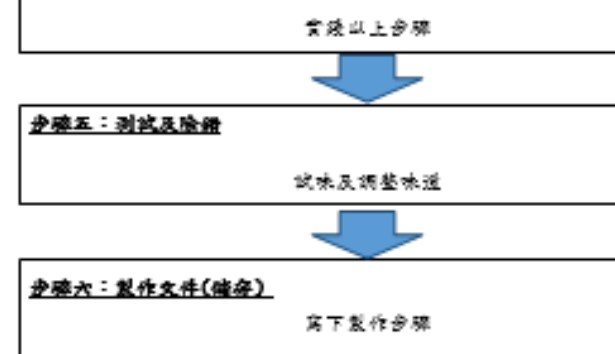 實踐以上步驟
步驟五：測試及除錯
試味及調整味道
步驟六：製作文件(儲存)
寫下製作步驟